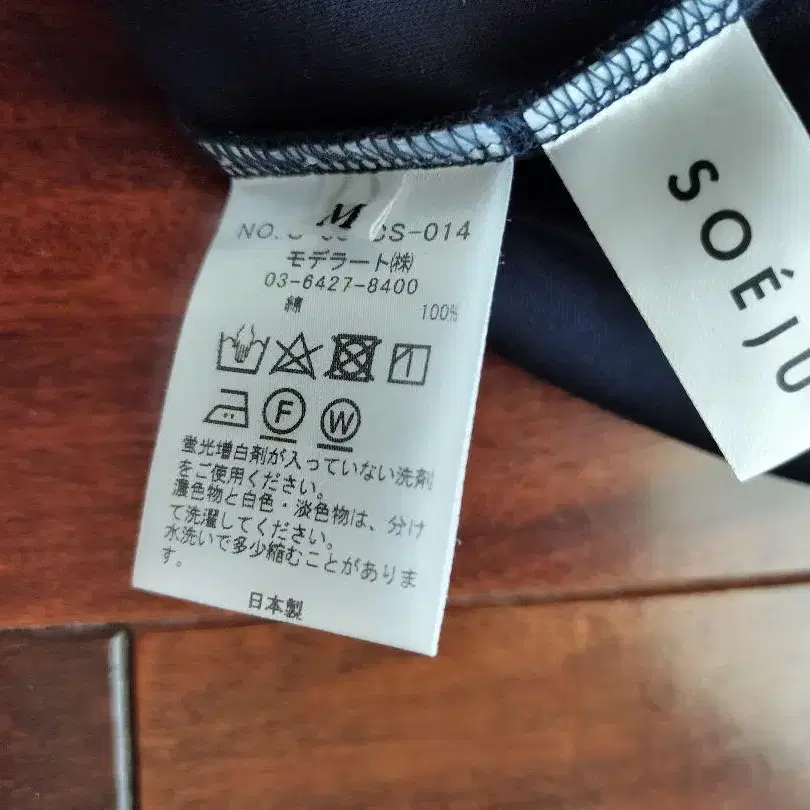 M
NO. CS-014
モデラート㈱
03-6427-8400
綿 100%
F W
蛍光増白剤が入っていない洗剤
をご使用ください。
濃色物と白色・淡色物は、分け
て洗濯してください。
水洗いで多少縮むことがありま
す。
日本製
SOÉJU